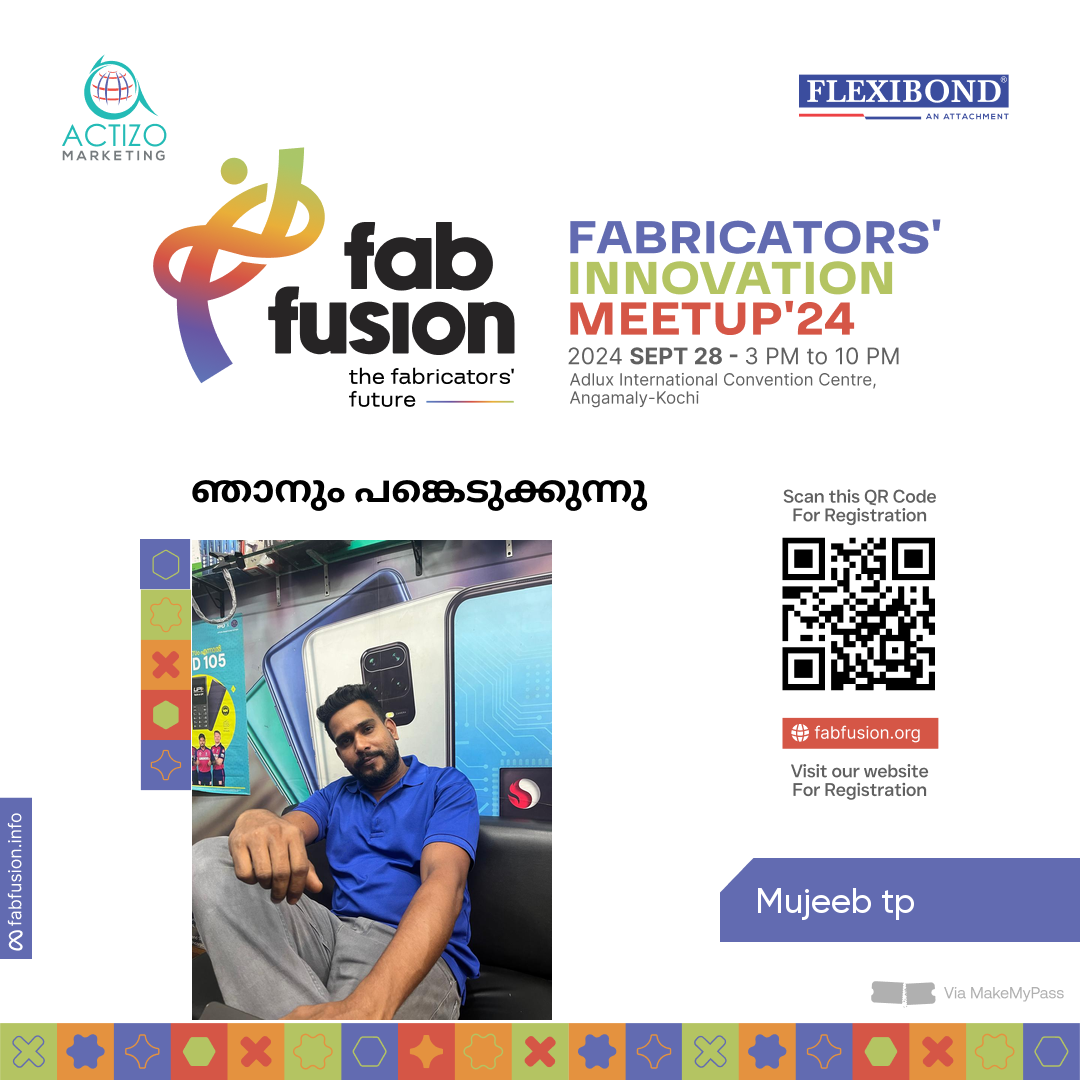 ACTIZO
MARKETING
FLEXIBOND®
AN ATTACHMENT
fab
fusion
the fabricators'
future
FABRICATORS'
INNOVATION
MEETUP'24
2024 SEPT 28 - 3 PM to 10 PM
Adlux International Convention Centre,
Angamaly-Kochi
ഞാനും പങ്കെടുക്കുന്നു
Scan this QR Code
For Registration
D 105
fabfusion.org
Visit our website
For Registration
fabfusion.info
Mujeeb tp
Via MakeMyPass